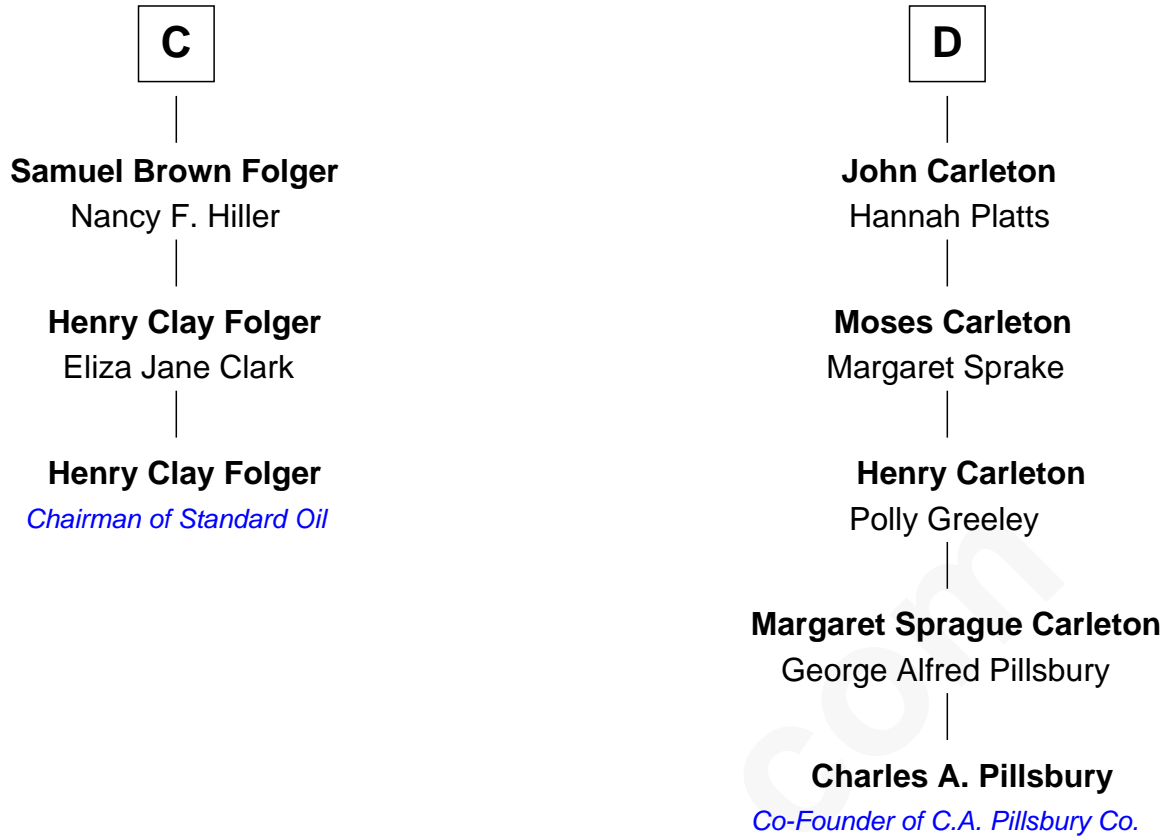 C
Samuel Brown Folger
Nancy F. Hiller
Henry Clay Folger
Eliza Jane Clark
Henry Clay Folger
Chairman of Standard Oil
D
John Carleton
Hannah Platts
Moses Carleton
Margaret Sprake
Henry Carleton
Polly Greeley
Margaret Sprague Carleton
George Alfred Pillsbury
Charles A. Pillsbury
Co-Founder of C.A. Pillsbury Co.
com